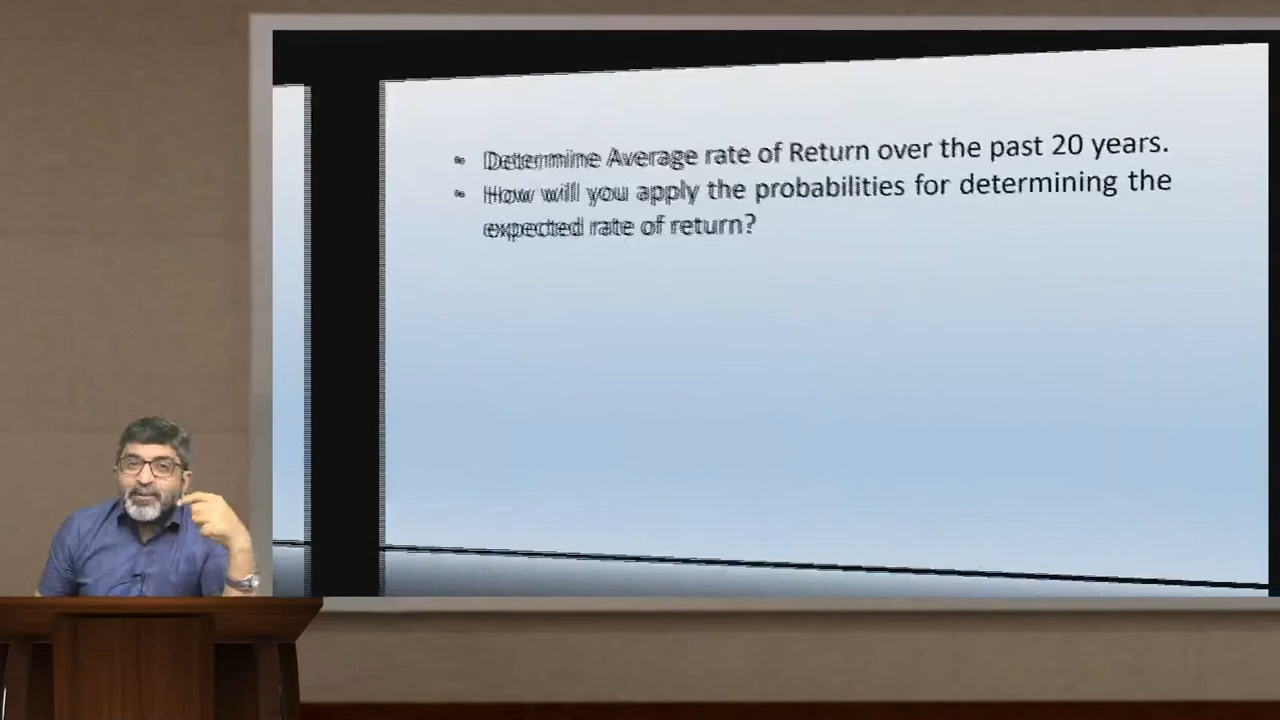 • Determine Average rate of Return over the past 20 years.
• How will you apply the probabilities for determining the
expected rate of return?